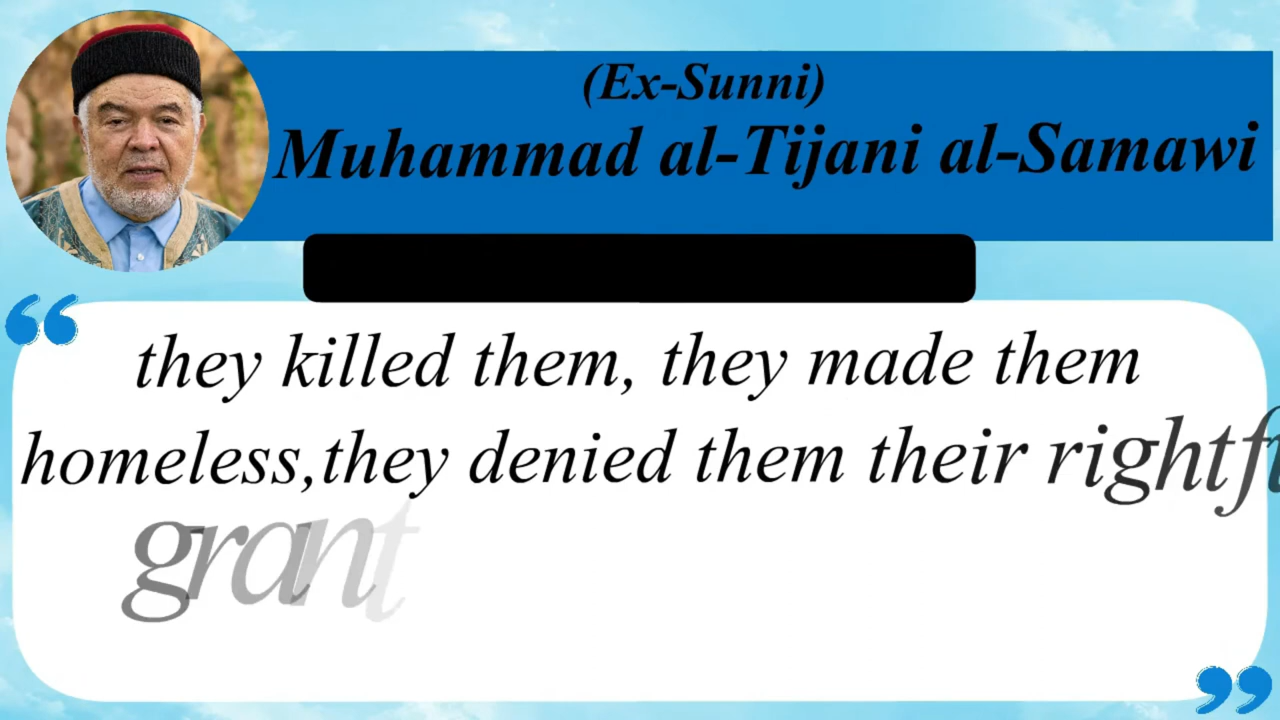 (Ex-Sunni)
Muhammad al-Tijani al-Samawi
they killed them, they made them
homeless,they denied them their
grant